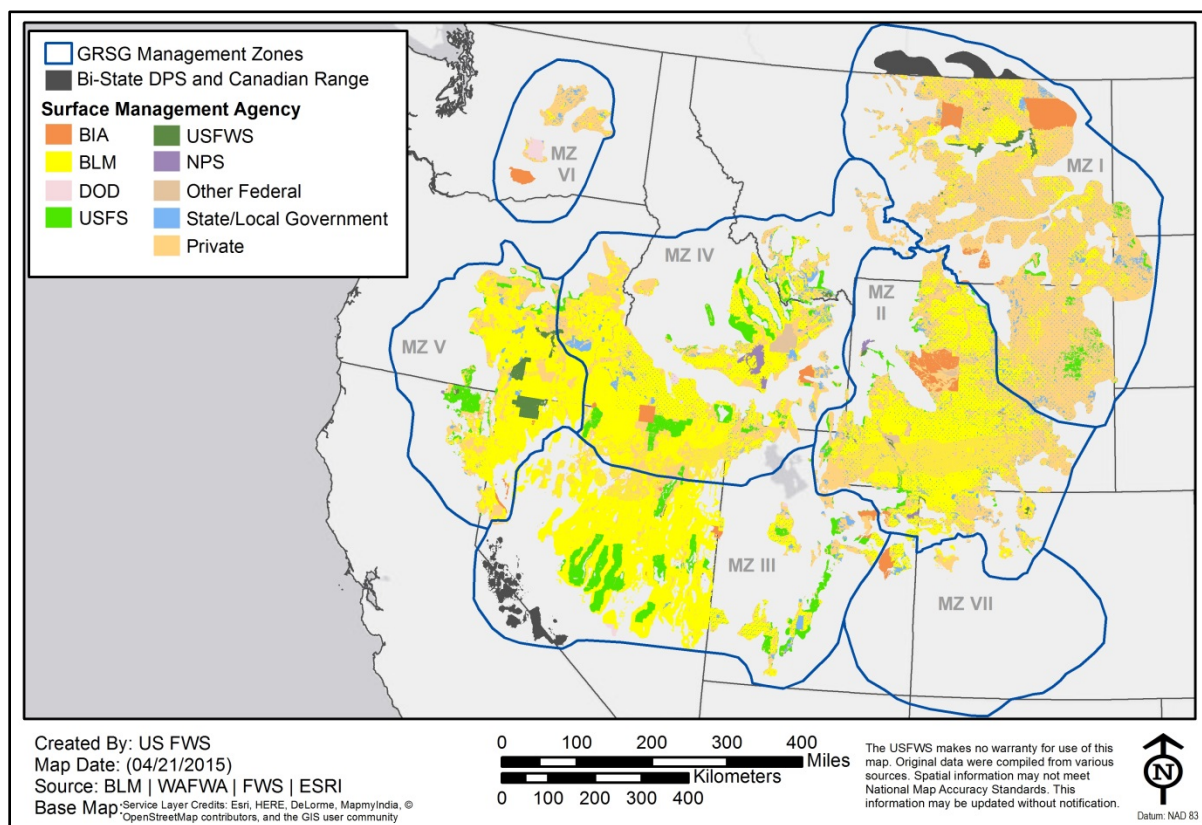 GRSG Management Zones
Bi-State DPS and Canadian Range
Surface Management Agency
BIA
USFWS
BLM
NPS
DOD
Other Federal
USFS
State/Local Government
Private
MZ
VI
MZ I
MZ IV
MZ
II
MZ V
MZ III
MZ VII
Created By: US FWS
Map Date: (04/21/2015)
Source: BLM | WAFWA | FWS | ESRI
Base Map: Service Layer Credits: Esri, HERE, DeLorme, MapmyIndia, ©
OpenStreetMap contributors, and the GIS user community
0 100 200 300 400
Miles
Kilometers
0 100 200 300 400
The USFWS makes no warranty for use of this
map. Original data were compiled from various
sources. Spatial information may not meet
National Map Accuracy Standards. This
information may be updated without notification.
N
Datum: NAD 83